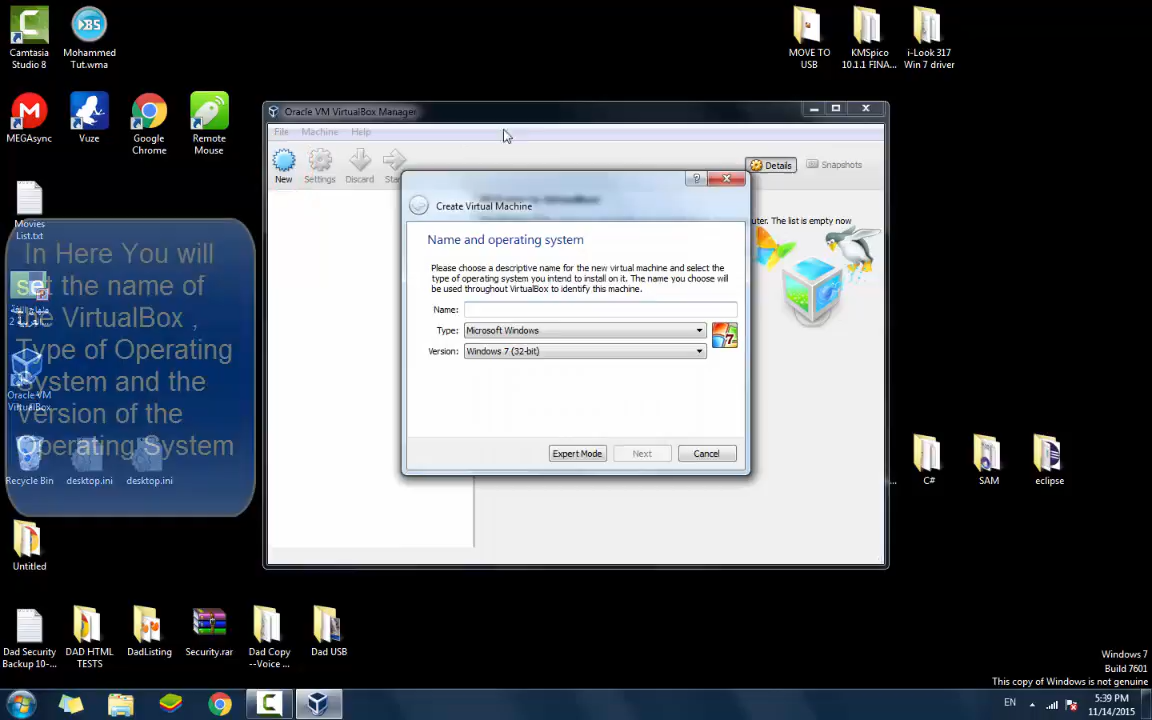 Camtasia
Studio 8
Mohammed
Tut.wma
MOVE TO
USB
KMSpico
10.1.1 FINA...
i-Look 317
Win 7 driver
MEGAsync
Vuze
Google
Chrome
Remote
Mouse
Oracle VM VirtualBox Manager
File Machine Help
New
Settings
Discard
Details
Snapshots
Create Virtual Machine
uter. The list is empty now
Name and operating system
Please choose a descriptive name for the new virtual machine and select the
type of operating system you intend to install on it. The name you choose will
be used throughout VirtualBox to identify this machine.
Name:
Type: Microsoft Windows
Version: Windows 7 (32-bit)
Expert Mode
Next
Cancel
Movies
List.txt
In Here You will
set the name of
the VirtualBox ,
Type of Operating
System and the
Version of the
Operating System
Oracle VM
VirtualBox
Recycle Bin
desktop.ini
desktop.ini
C#
SAM
eclipse
Untitled
Dad Security
Backup 10-...
DAD HTML
TESTS
DadListing
Security.rar
Dad Copy
--Voice ...
Dad USB
Windows 7
Build 7601
This copy of Windows is not genuine
EN
5:39 PM
11/14/2015